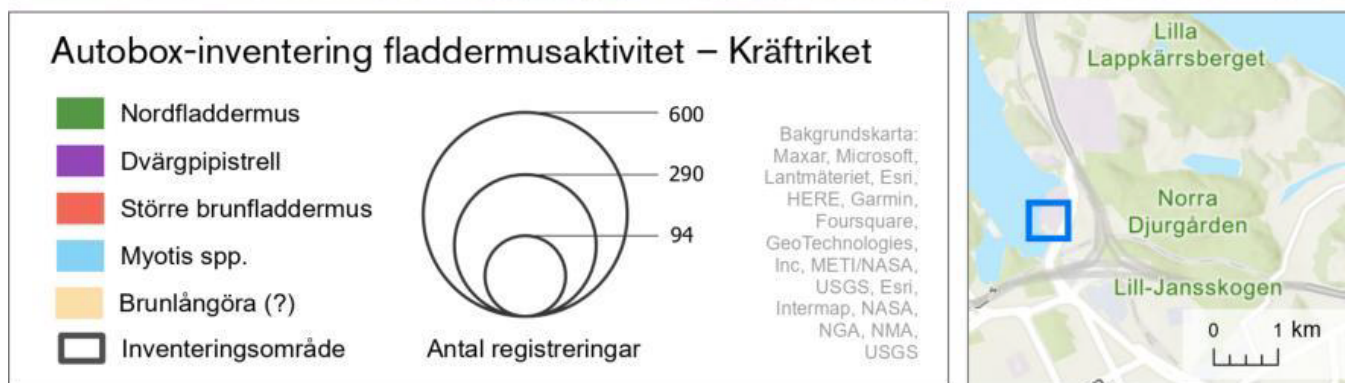 Autobox-inventering fladdermusaktivitet – Kräftriket
Nordfladdermus
Dvärgpipistrell
Större brunfladdermus
Myotis spp.
Brunlångöra (?)
Inventeringsområde
600
290
94
Antal registreringar
Bakgrundskarta:
Maxar, Microsoft,
Lantmäteriet, Esri,
HERE, Garmin,
Foursquare,
GeoTechnologies,
Inc, METI/NASA,
USGS, Esri,
Intermap, NASA,
NGA, NMA,
USGS
Lilla
Lappkärrsberget
Norra
Djurgården
Lill-Jansskogen
0 1 km